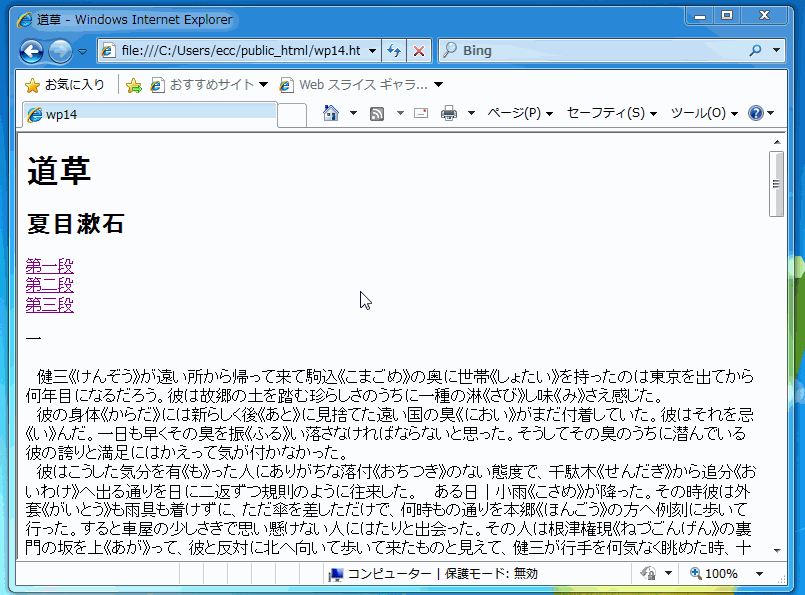 道草 - Windows Internet Explorer
file:///C:/Users/ecc/public_html/wp14.ht
Bing
お気に入り
おすすめサイト
Web スライス ギャラ...
wp14
ページ(P)
セーフティ(S)
ツール(O)
道草
夏目漱石
第一段
第二段
第三段
一
健三《けんぞう》が遠い所から帰って来て駒込《こまごめ》の奥に世帯《しょたい》を持ったのは東京を出てから
何年目になるだろう。彼は故郷の土を踏む珍らしさのうちに一種の淋《さび》し味《み》さえ感じた。
彼の身体《からだ》には新らしく後《あと》に見捨てた遠い国の臭《におい》がまだ付着していた。彼はそれを忌
《い》んだ。一日も早くその臭を振《ふる》い落さなければならないと思った。そうしてその臭のうちに潜んでいる
彼の誇りと満足にはかえって気が付かなかった。
彼はこうした気分を有《も》った人にありがちな落付《おちつき》のない態度で、千駄木《せんだぎ》から追分《お
いわけ》へ出る通りを日に二返ずつ規則のように往来した。 ある日｜小雨《こさめ》が降った。その時彼は外
套《がいとう》も雨具も着けずに、ただ傘を差しただけで、何時もの通りを本郷《ほんごう》の方へ例刻に歩いて
行った。すると車屋の少しさきで思い懸けない人にはたりと出会った。その人は根津権現《ねづごんげん》の裏
門の坂を上《あが》って、彼と反対に北へ向いて歩いて来たものと見えて、健三が行手を何気なく眺めた時、十
コンピューター | 保護モード: 無効
100%